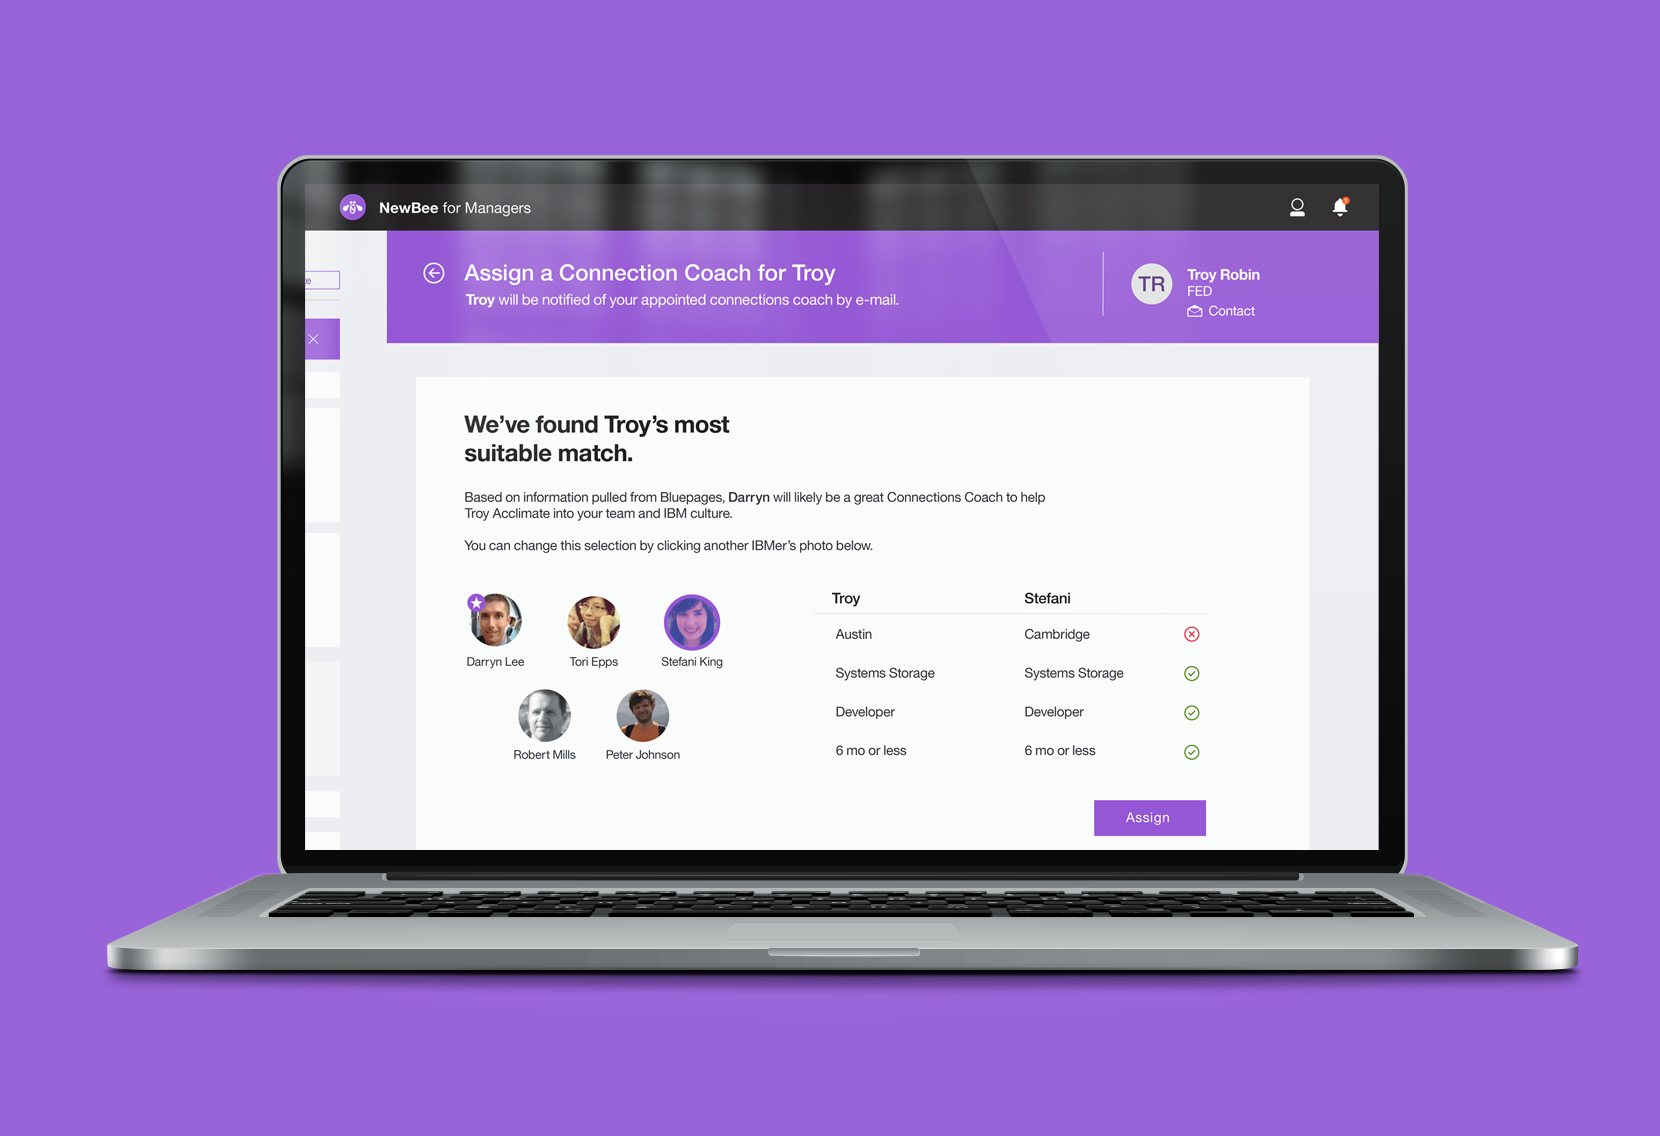 NewBee for Managers
1
te
Assign a Connection Coach for Troy
Troy will be notified of your appointed connections coach by e-mail.
TR
Troy Robin
FED
Contact
We've found Troy's most
suitable match.
Based on information pulled from Bluepages, Darryn will likely be a great Connections Coach to help
Troy Acclimate into your team and IBM culture.
You can change this selection by clicking another IBMer's photo below.
Darryn Lee
Tori Epps
Stefani King
Robert Mills
Peter Johnson
Troy Stefani
Austin Cambridge
Systems Storage Systems Storage
Developer Developer
6 mo or less 6 mo or less
Assign